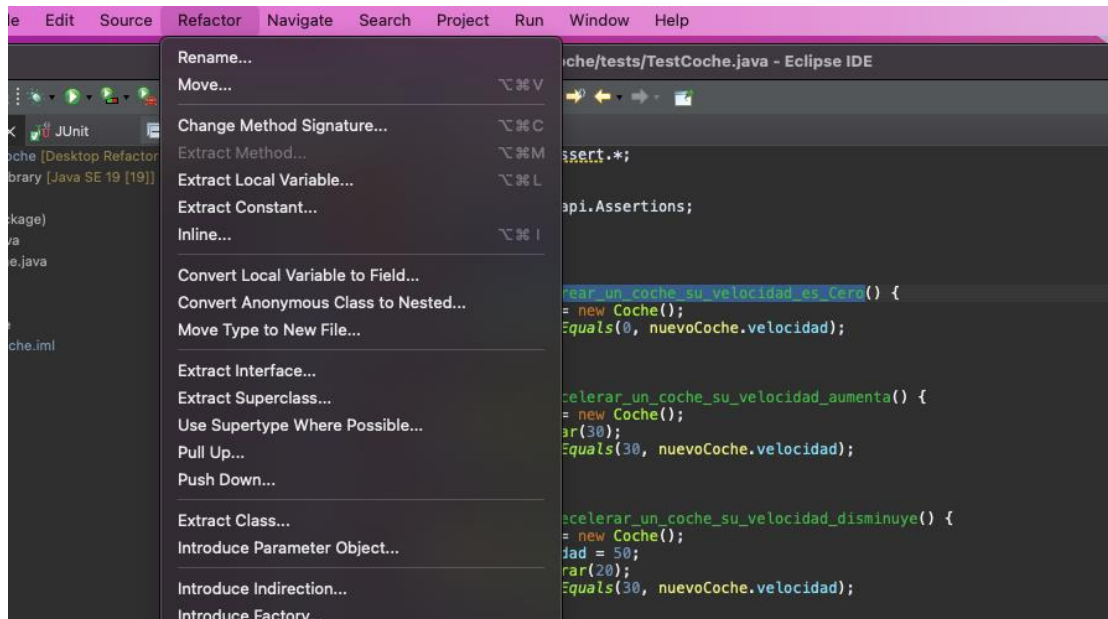 le Edit Source Refactor Navigate Search Project Run Window Help
oche/tests/TestCoche.java - Eclipse IDE
Rename...
Move... ⌥⌘V
Change Method Signature... ⌥⌘C
Extract Method... ⌥⌘M
Extract Local Variable... ⌥⌘L
Extract Constant...
Inline... ⌥⌘I
Convert Local Variable to Field...
Convert Anonymous Class to Nested...
Move Type to New File...
Extract Interface...
Extract Superclass...
Use Supertype Where Possible...
Pull Up...
Push Down...
Extract Class...
Introduce Parameter Object...
Introduce Indirection...
Introduce Factory
JUnit
oche [Desktop Refactor
brary [Java SE 19 [19]]
ckage)
va
e.java
e
che.iml
ssert.*;
api.Assertions;
rear_un_coche_su_velocidad_es_Cero() {
= new Coche();
Equals(0, nuevoCoche.velocidad);
celerar_un_coche_su_velocidad_aumenta() {
= new Coche();
ar(30);
Equals(30, nuevoCoche.velocidad);
ecelerar_un_coche_su_velocidad_disminuye() {
= new Coche();
dad = 50;
rar(20);
Equals(30, nuevoCoche.velocidad);